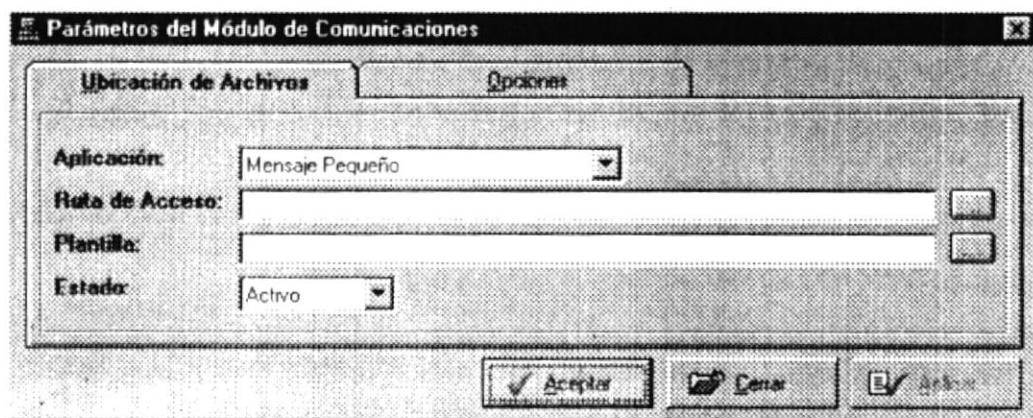 Parámetros del Módulo de Comunicaciones
Ubicación de Archivos Opciones
Aplicación: Mensaje Pequeño
Ruta de Acceso:
Plantilla:
Estado: Activo
Aceptar Cerrar Aplicar